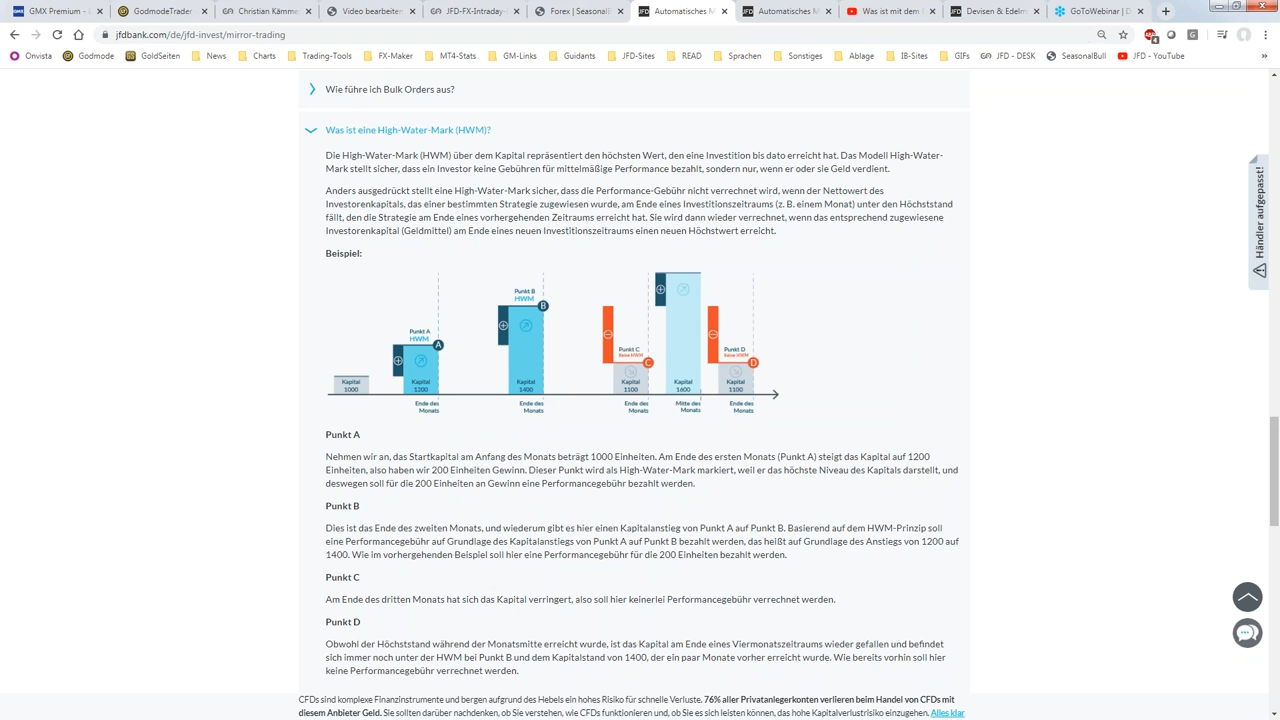 GMX Premium -
GodmodeTrader
Christian Kämme
Video bearbeiten
JFD-FX-Intraday-
Forex | Seasonal
Automatisches M
Automatisches M
Was ist mit dem
Devisen & Edelm
GoToWebinar | D
jfdbank.com/de/jfd-invest/mirror-trading
Onvista
Godmode
GoldSeiten
News
Charts
Trading-Tools
FX-Maker
MT4-Stats
GM-Links
Guidants
JFD-Sites
READ
Sprachen
Sonstiges
Ablage
IB-Sites
GIFs
JFD - DESK
SeasonalBull
JFD - YouTube
Wie führe ich Bulk Orders aus?
Was ist eine High-Water-Mark (HWM)?
Die High-Water-Mark (HWM) über dem Kapital repräsentiert den höchsten Wert, den eine Investition bis dato erreicht hat. Das Modell High-Water-
Mark stellt sicher, dass ein Investor keine Gebühren für mittelmäßige Performance bezahlt, sondern nur, wenn er oder sie Geld verdient.
Anders ausgedrückt stellt eine High-Water-Mark sicher, dass die Performance-Gebühr nicht verrechnet wird, wenn der Nettowert des
Investorenkapitals, das einer bestimmten Strategie zugewiesen wurde, am Ende eines Investitionszeitraums (z. B. einem Monat) unter den Höchststand
fällt, den die Strategie am Ende eines vorhergehenden Zeitraums erreicht hat. Sie wird dann wieder verrechnet, wenn das entsprechend zugewiesene
Investorenkapital (Geldmittel) am Ende eines neuen Investitionszeitraums einen neuen Höchstwert erreicht.
Händler aufgepasst!
Beispiel:
Punkt A
HWM
A
Punkt B
HWM
B
Punkt C
Keine HWM
C
Punkt D
Keine HWM
D
Kapital
1000
Kapital
1200
Kapital
1400
Kapital
1100
Kapital
1600
Kapital
1100
Ende des
Monats
Ende des
Monats
Ende des
Monats
Mitte des
Monats
Ende des
Monats
Punkt A
Nehmen wir an, das Startkapital am Anfang des Monats beträgt 1000 Einheiten. Am Ende des ersten Monats (Punkt A) steigt das Kapital auf 1200
Einheiten, also haben wir 200 Einheiten Gewinn. Dieser Punkt wird als High-Water-Mark markiert, weil er das höchste Niveau des Kapitals darstellt, und
deswegen soll für die 200 Einheiten an Gewinn eine Performancegebühr bezahlt werden.
Punkt B
Dies ist das Ende des zweiten Monats, und wiederum gibt es hier einen Kapitalanstieg von Punkt A auf Punkt B. Basierend auf dem HWM-Prinzip soll
eine Performancegebühr auf Grundlage des Kapitalanstiegs von Punkt A auf Punkt B bezahlt werden, das heißt auf Grundlage des Anstiegs von 1200 auf
1400. Wie im vorhergehenden Beispiel soll hier eine Performancegebühr für die 200 Einheiten bezahlt werden.
Punkt C
Am Ende des dritten Monats hat sich das Kapital verringert, also soll hier keinerlei Performancegebühr verrechnet werden.
Punkt D
Obwohl der Höchststand während der Monatsmitte erreicht wurde, ist das Kapital am Ende eines Viermonatszeitraums wieder gefallen und befindet
sich immer noch unter der HWM bei Punkt B und dem Kapitalstand von 1400, der ein paar Monate vorher erreicht wurde. Wie bereits vorhin soll hier
keine Performancegebühr verrechnet werden.
CFDs sind komplexe Finanzinstrumente und bergen aufgrund des Hebels ein hohes Risiko für schnelle Verluste. 76% aller Privatanlegerkonten verlieren beim Handel von CFDs mit
diesem Anbieter Geld. Sie sollten darüber nachdenken, ob Sie verstehen, wie CFDs funktionieren und, ob Sie es sich leisten können, das hohe Kapitalverlustrisiko einzugehen. Alles klar